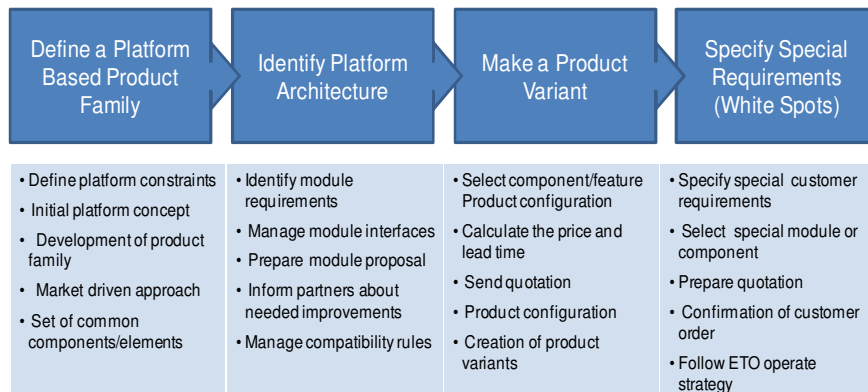 Define a Platform
Based Product
Family
Identify Platform
Architecture
Make a Product
Variant
Specify Special
Requirements
(White Spots)
• Define platform constraints
• Initial platform concept
• Development of product
family
• Market driven approach
• Set of common
components/elements
• Identify module
requirements
• Manage module interfaces
• Prepare module proposal
• Inform partners about
needed improvements
• Manage compatibility rules
• Select component/feature
Product configuration
• Calculate the price and
lead time
• Send quotation
• Product configuration
• Creation of product
variants
• Specify special customer
requirements
• Select special module or
component
• Prepare quotation
• Confirmation of customer
order
• Follow ETO operate
strategy